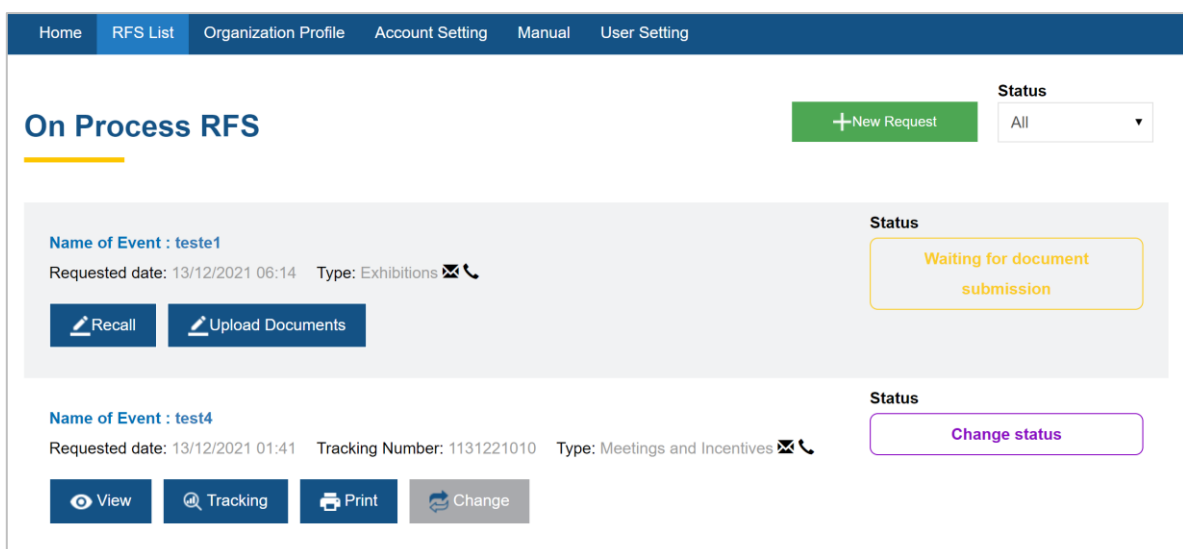 Home RFS List Organization Profile Account Setting Manual User Setting
Status
On Process RFS
New Request
All
Name of Event : teste1
Requested date: 13/12/2021 06:14 Type: Exhibitions
Recall Upload Documents
Status
Waiting for document
submission
Name of Event : test4
Requested date: 13/12/2021 01:41 Tracking Number: 1131221010 Type: Meetings and Incentives
View Tracking Print Change
Status
Change status